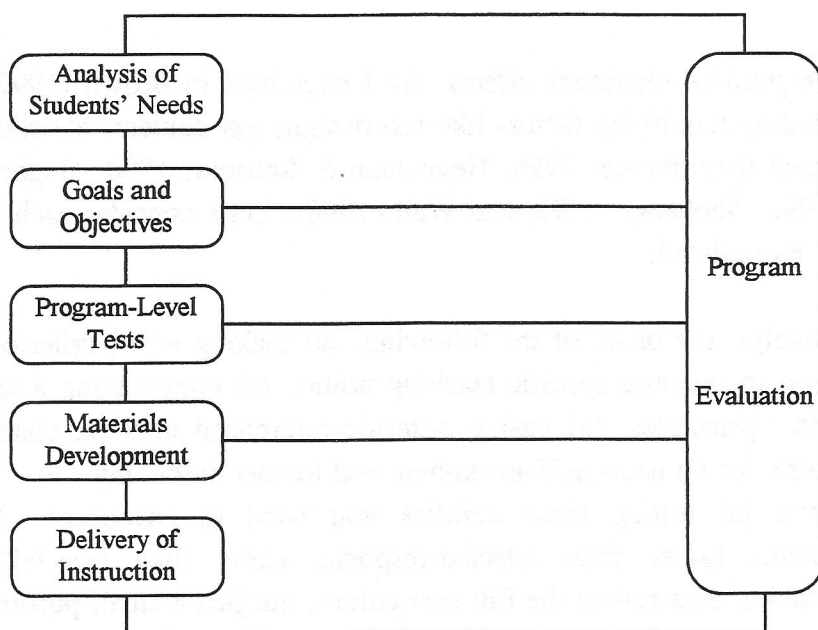 Analysis of
Students' Needs
Goals and
Objectives
Program-Level
Tests
Materials
Development
Delivery of
Instruction
Program
Evaluation